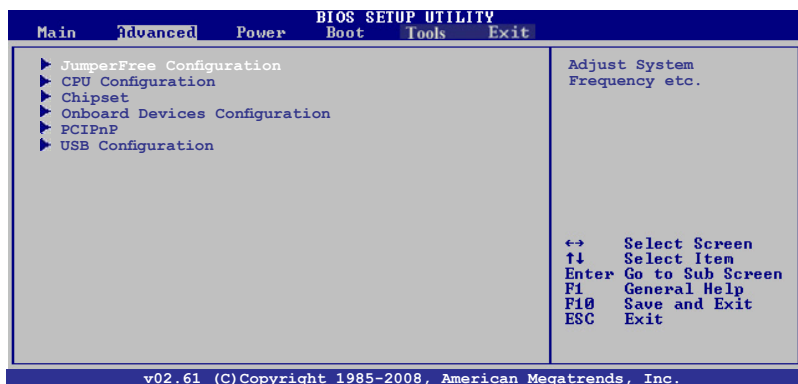 BIOS SETUP UTILITY
Main Advanced Power Boot Tools Exit
JumperFree Configuration
CPU Configuration
Chipset
Onboard Devices Configuration
PCIPnP
USB Configuration
Adjust System
Frequency etc.
←→ Select Screen
↑↓ Select Item
Enter Go to Sub Screen
F1 General Help
F10 Save and Exit
ESC Exit
v02.61 (C)Copyright 1985-2008, American Megatrends, Inc.